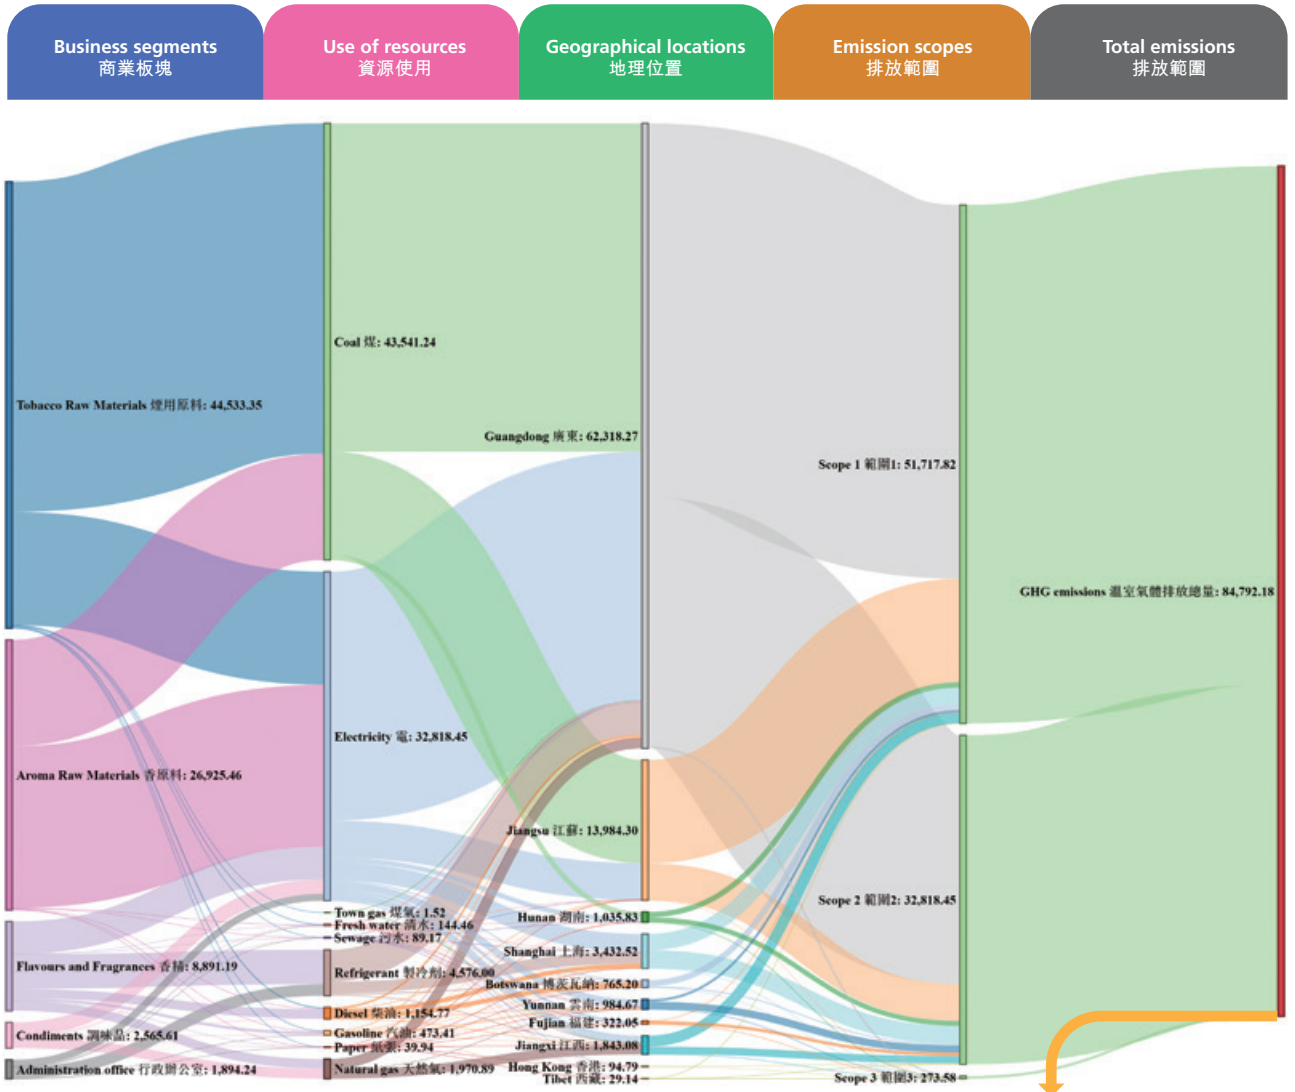 Business segments
商業板塊
Use of resources
資源使用
Geographical locations
地理位置
Emission scopes
排放範圍
Total emissions
排放範圍
Tobacco Raw Materials 煙用原料: 44,533.35
Aroma Raw Materials 香原料: 26,925.46
Flavours and Fragrances 香精: 8,891.19
Condiments 調味品: 2,565.61
Administration office 行政辦公室: 1,894.24
Coal 煤: 43,541.24
Electricity 電: 32,818.45
Town gas 煤氣: 1.52
Fresh water 清水: 144.46
Sewage 污水: 89.17
Refrigerant 製冷劑: 4,576.00
Diesel 柴油: 1,154.77
Gasoline 汽油: 473.41
Paper 紙張: 39.94
Natural gas 天然氣: 1,970.89
Guangdong 廣東: 62,318.27
Jiangsu 江蘇: 13,984.30
Hunan 湖南: 1,035.83
Shanghai 上海: 3,432.52
Botswana 博茨瓦納: 765.20
Yunnan 雲南: 984.67
Fujian 福建: 322.05
Jiangxi 江西: 1,843.08
Hong Kong 香港: 94.79
Tibet 西藏: 29.14
Scope 1 範圍1: 51,717.82
Scope 2 範圍2: 32,818.45
Scope 3 範圍3: 273.58
GHG emissions 溫室氣體排放總量: 84,792.18